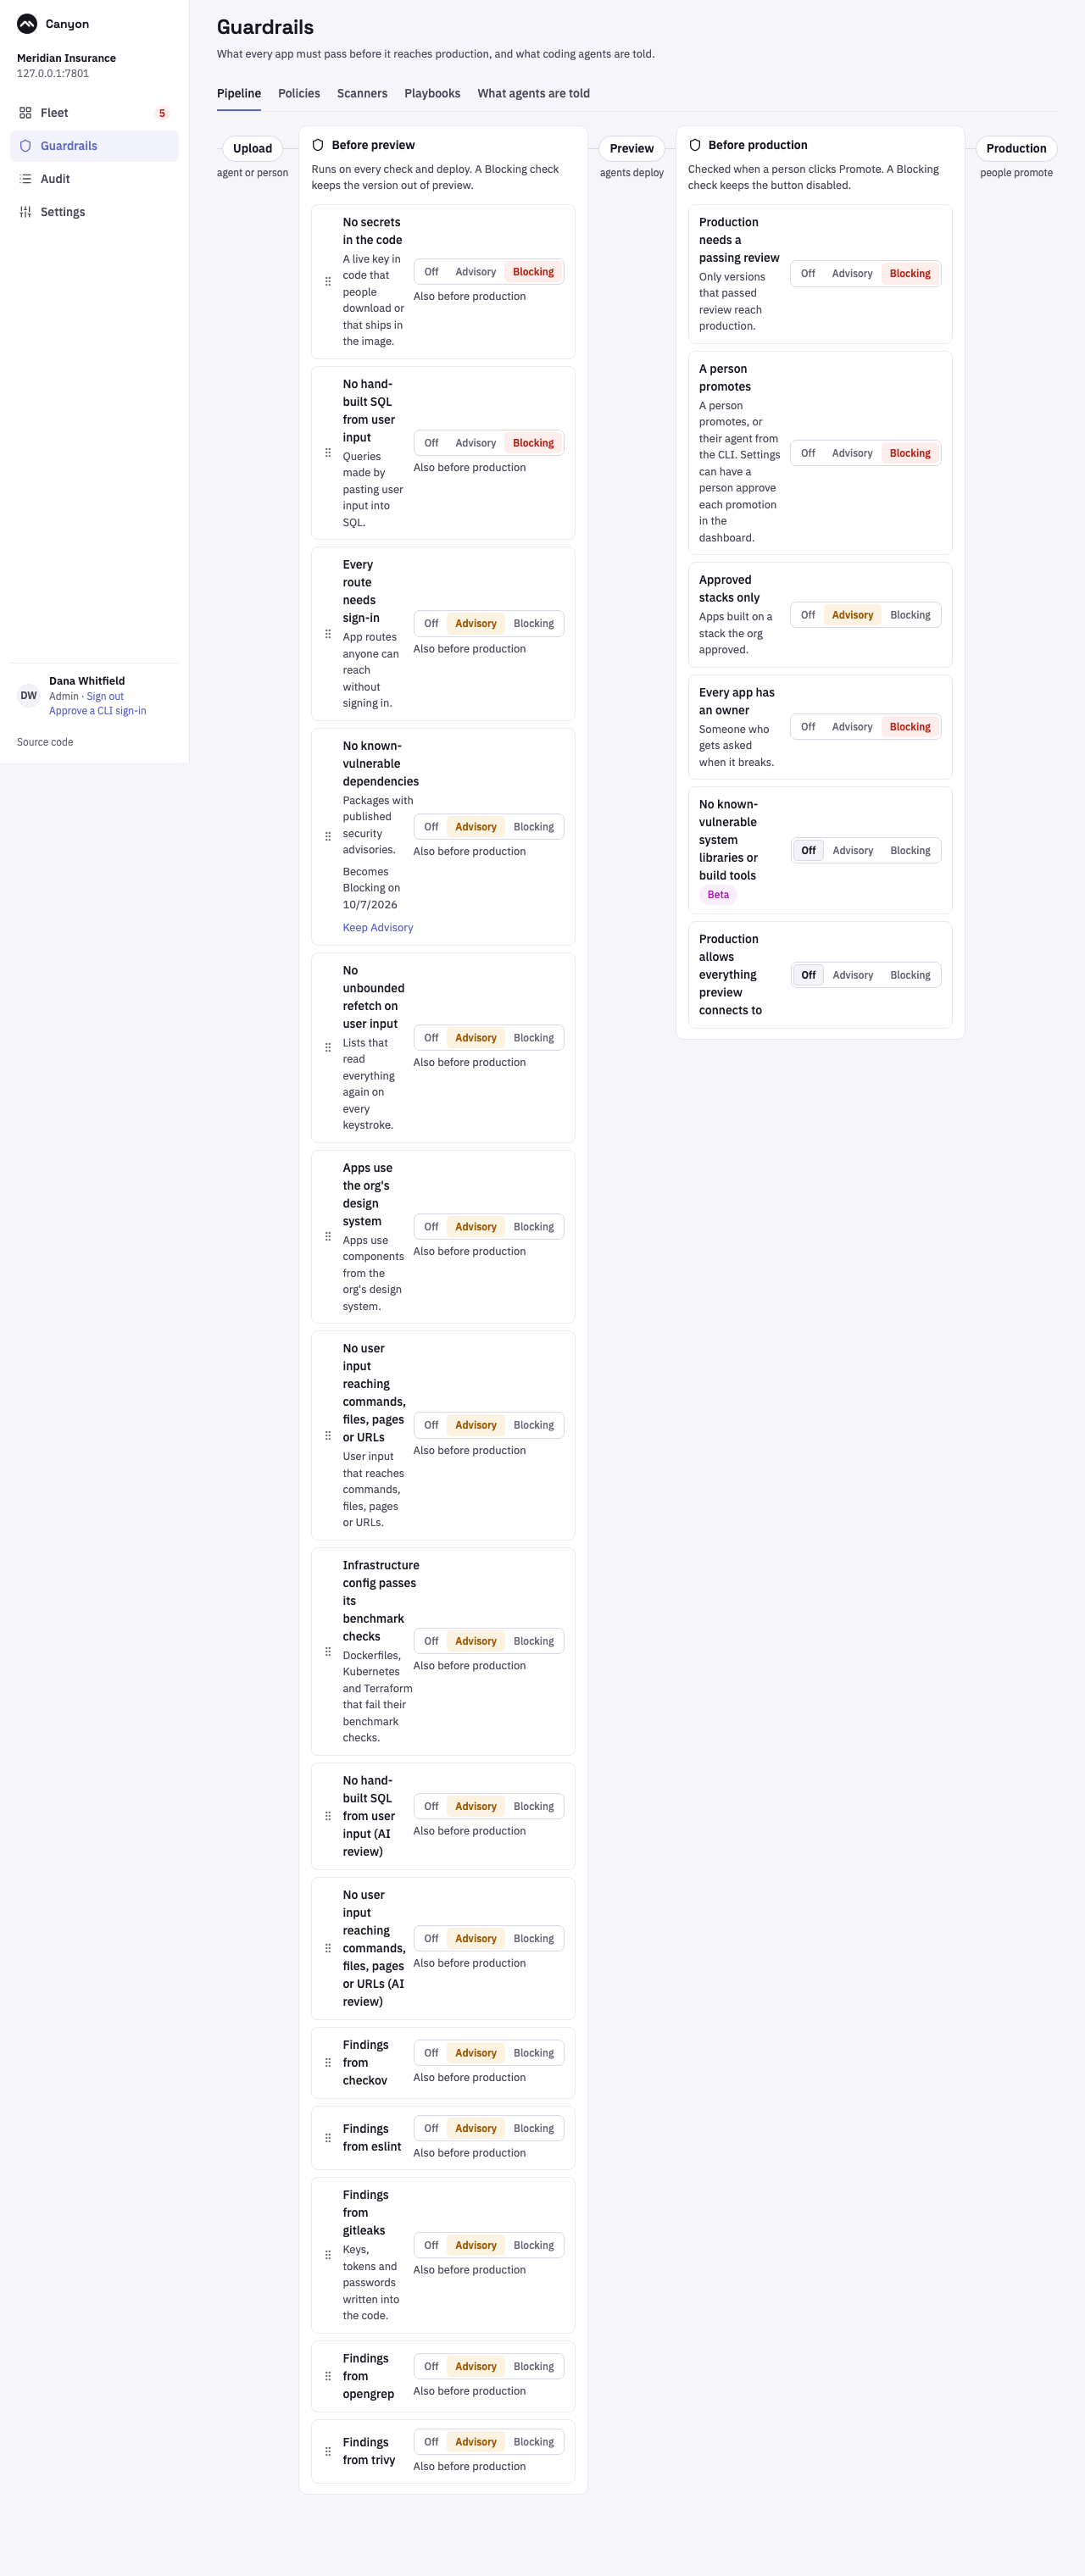 Canyon
Meridian Insurance
127.0.0.1:7801
Fleet
5
Guardrails
Audit
Settings
DW
Dana Whitfield
Admin · Sign out
Approve a CLI sign-in
Source code
Guardrails
What every app must pass before it reaches production, and what coding agents are told.
Pipeline
Policies
Scanners
Playbooks
What agents are told
Upload
agent or person
Before preview
Runs on every check and deploy. A Blocking check
keeps the version out of preview.
No secrets
in the code
A live key in
code that
people
download or
that ships in
the image.
Off Advisory Blocking
Also before production
No hand-
built SQL
from user
input
Queries
made by
pasting user
input into
SQL.
Off Advisory Blocking
Also before production
Every
route
needs
sign-in
App routes
anyone can
reach
without
signing in.
Off Advisory Blocking
Also before production
No known-
vulnerable
dependencies
Packages with
published
security
advisories.
Becomes
Blocking on
10/7/2026
Keep Advisory
Off Advisory Blocking
Also before production
No
unbounded
refetch on
user input
Lists that
read
everything
again on
every
keystroke.
Off Advisory Blocking
Also before production
Apps use
the org's
design
system
Apps use
components
from the
org's design
system.
Off Advisory Blocking
Also before production
No user
input
reaching
commands,
files, pages
or URLs
User input
that reaches
commands,
files, pages
or URLs.
Off Advisory Blocking
Also before production
Infrastructure
config passes
its
benchmark
checks
Dockerfiles,
Kubernetes
and Terraform
that fail their
benchmark
checks.
Off Advisory Blocking
Also before production
No hand-
built SQL
from user
input (AI
review)
Off Advisory Blocking
Also before production
No user
input
reaching
commands,
files, pages
or URLs (AI
review)
Off Advisory Blocking
Also before production
Findings
from
checkov
Off Advisory Blocking
Also before production
Findings
from eslint
Off Advisory Blocking
Also before production
Findings
from
gitleaks
Keys,
tokens and
passwords
written into
the code.
Off Advisory Blocking
Also before production
Findings
from
opengrep
Off Advisory Blocking
Also before production
Findings
from trivy
Off Advisory Blocking
Also before production
Preview
agents deploy
Before production
Checked when a person clicks Promote. A Blocking
check keeps the button disabled.
Production
needs a
passing review
Only versions
that passed
review reach
production.
Off Advisory Blocking
A person
promotes
A person
promotes, or
their agent from
the CLI. Settings
can have a
person approve
each promotion
in the
dashboard.
Off Advisory Blocking
Approved
stacks only
Apps built on a
stack the org
approved.
Off Advisory Blocking
Every app has
an owner
Someone who
gets asked
when it breaks.
Off Advisory Blocking
No known-
vulnerable
system
libraries or
build tools
Beta
Off Advisory Blocking
Production
allows
everything
preview
connects to
Off Advisory Blocking
Production
people promote